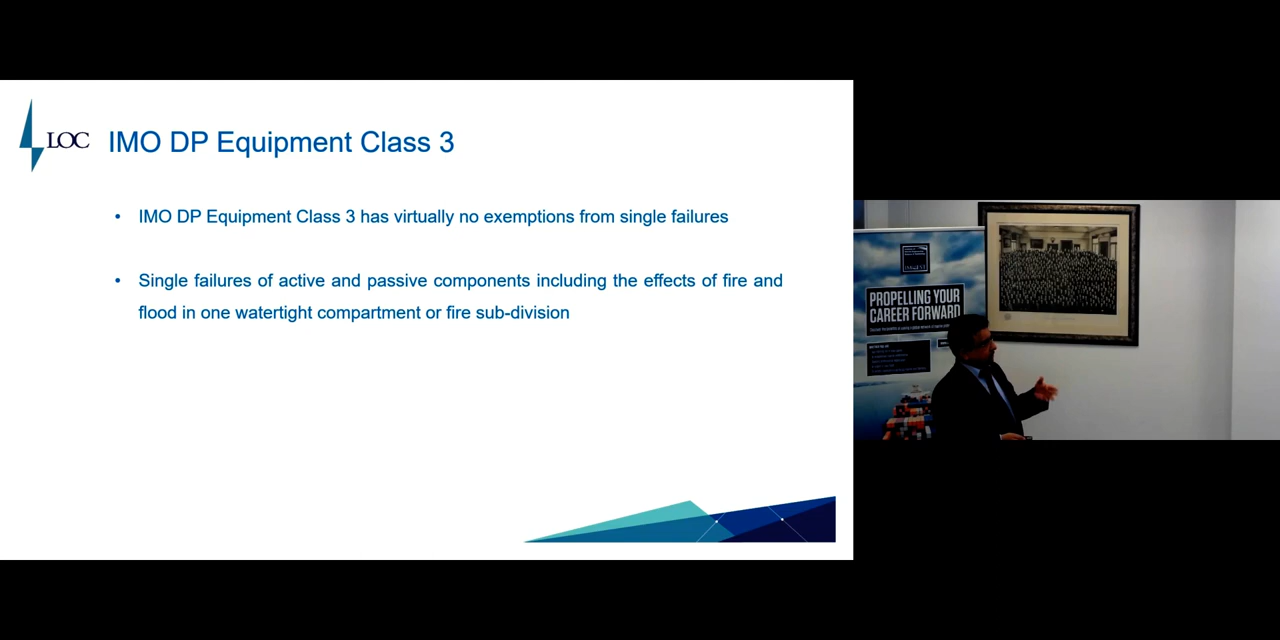 LOC
IMO DP Equipment Class 3
• IMO DP Equipment Class 3 has virtually no exemptions from single failures
• Single failures of active and passive components including the effects of fire and
flood in one watertight compartment or fire sub-division
PROPELLING YOUR
CAREER FORWARD